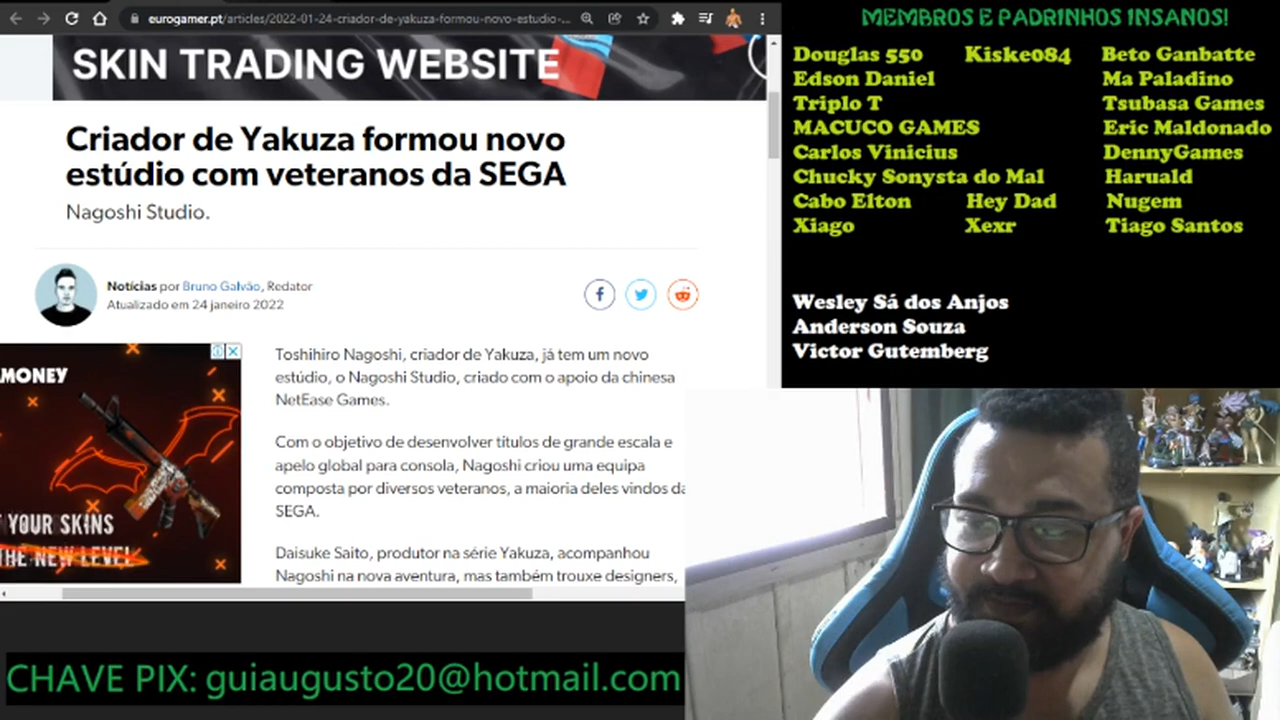 eurogamer.pt/articles/2022-01-24-criador-de-yakuza-formou-novo-estudio-...
SKIN TRADING WEBSITE
Criador de Yakuza formou novo
estúdio com veteranos da SEGA
Nagoshi Studio.
Notícias por Bruno Galvão, Redator
Atualizado em 24 janeiro 2022
MONEY
YOUR SKINS
THE NEW LEVEL
Toshihiro Nagoshi, criador de Yakuza, já tem um novo
estúdio, o Nagoshi Studio, criado com o apoio da chinesa
NetEase Games.
Com o objetivo de desenvolver títulos de grande escala e
apelo global para consola, Nagoshi criou uma equipa
composta por diversos veteranos, a maioria deles vindos da
SEGA.
Daisuke Saito, produtor na série Yakuza, acompanhou
Nagoshi na nova aventura, mas também trouxe designers,
CHAVE PIX: guiaugusto20@hotmail.com
MEMBROS E PADRINHOS INSANOS!
Douglas 550 Kiske084 Beto Ganbatte
Edson Daniel Ma Paladino
Triplo T Tsubasa Games
MACUCO GAMES Eric Maldonado
Carlos Vinicius DennyGames
Chucky Sonysta do Mal Haruald
Cabo Elton Hey Dad Nugem
Xiago Xexr Tiago Santos
Wesley Sá dos Anjos
Anderson Souza
Victor Gutemberg